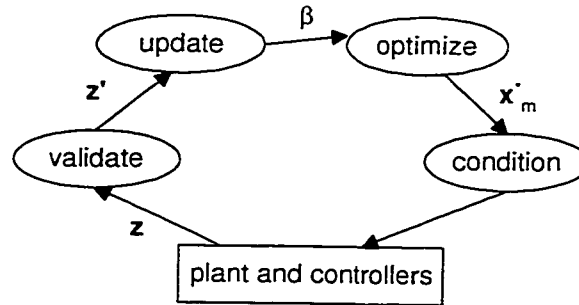 β
update
optimize
z'
x*m
validate
condition
z
plant and controllers